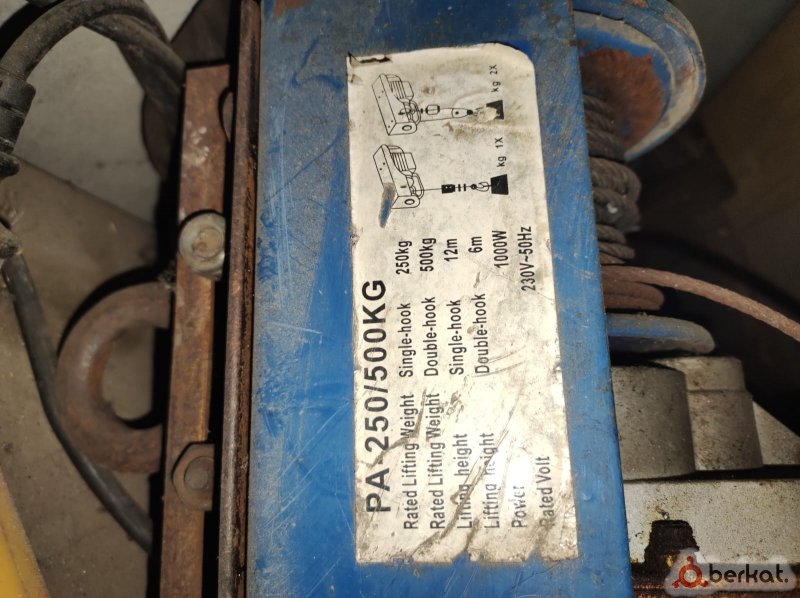 PA-250/500KG
Rated Lifting Weight Single-hook 250kg
Rated Lifting Weight Double-hook 500kg
Lifting height Single-hook 12m
Lifting height Double-hook 6m
Power 1000W
Rated Volt 230V~50Hz
kg 1X
kg 2X
berkat.